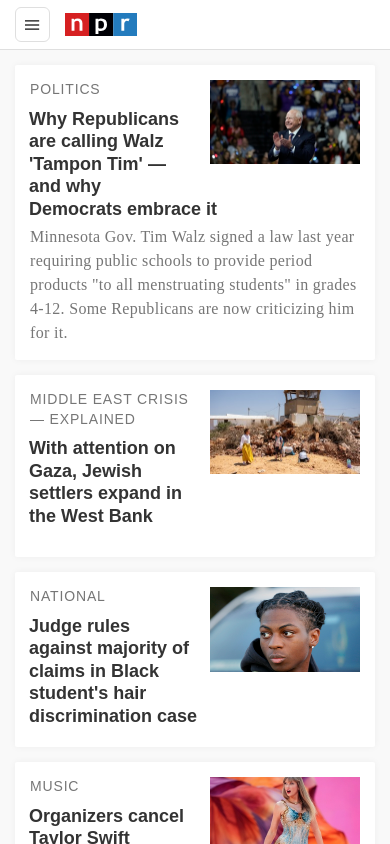 npr
POLITICS
Why Republicans
are calling Walz
'Tampon Tim' —
and why
Democrats embrace it
Minnesota Gov. Tim Walz signed a law last year
requiring public schools to provide period
products "to all menstruating students" in grades
4-12. Some Republicans are now criticizing him
for it.
MIDDLE EAST CRISIS
— EXPLAINED
With attention on
Gaza, Jewish
settlers expand in
the West Bank
NATIONAL
Judge rules
against majority of
claims in Black
student's hair
discrimination case
MUSIC
Organizers cancel
Taylor Swift